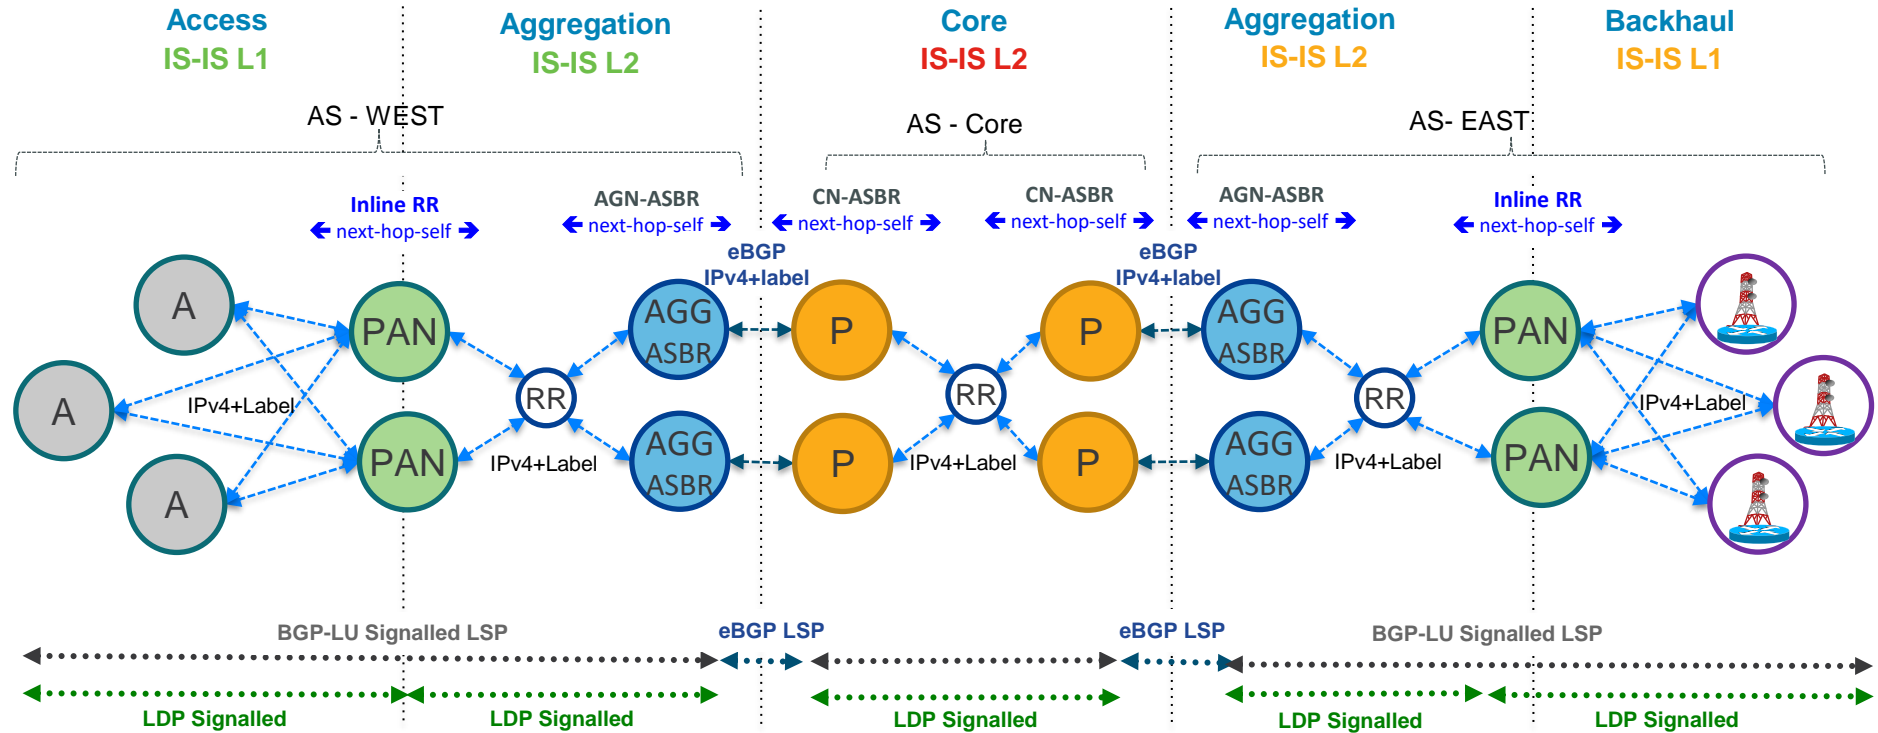 Access
IS-IS L1
Aggregation
IS-IS L2
Core
IS-IS L2
Aggregation
IS-IS L2
Backhaul
IS-IS L1
AS - WEST
AS - Core
AS- EAST
Inline RR
next-hop-self
AGN-ASBR
next-hop-self
CN-ASBR
next-hop-self
CN-ASBR
next-hop-self
AGN-ASBR
next-hop-self
Inline RR
next-hop-self
eBGP
IPv4+label
eBGP
IPv4+label
A
A
A
IPv4+Label
PAN
PAN
RR
IPv4+Label
AGG
ASBR
AGG
ASBR
P
P
RR
IPv4+Label
P
P
AGG
ASBR
AGG
ASBR
RR
IPv4+Label
PAN
PAN
IPv4+Label
BGP-LU Signalled LSP
eBGP LSP
eBGP LSP
BGP-LU Signalled LSP
LDP Signalled
LDP Signalled
LDP Signalled
LDP Signalled
LDP Signalled